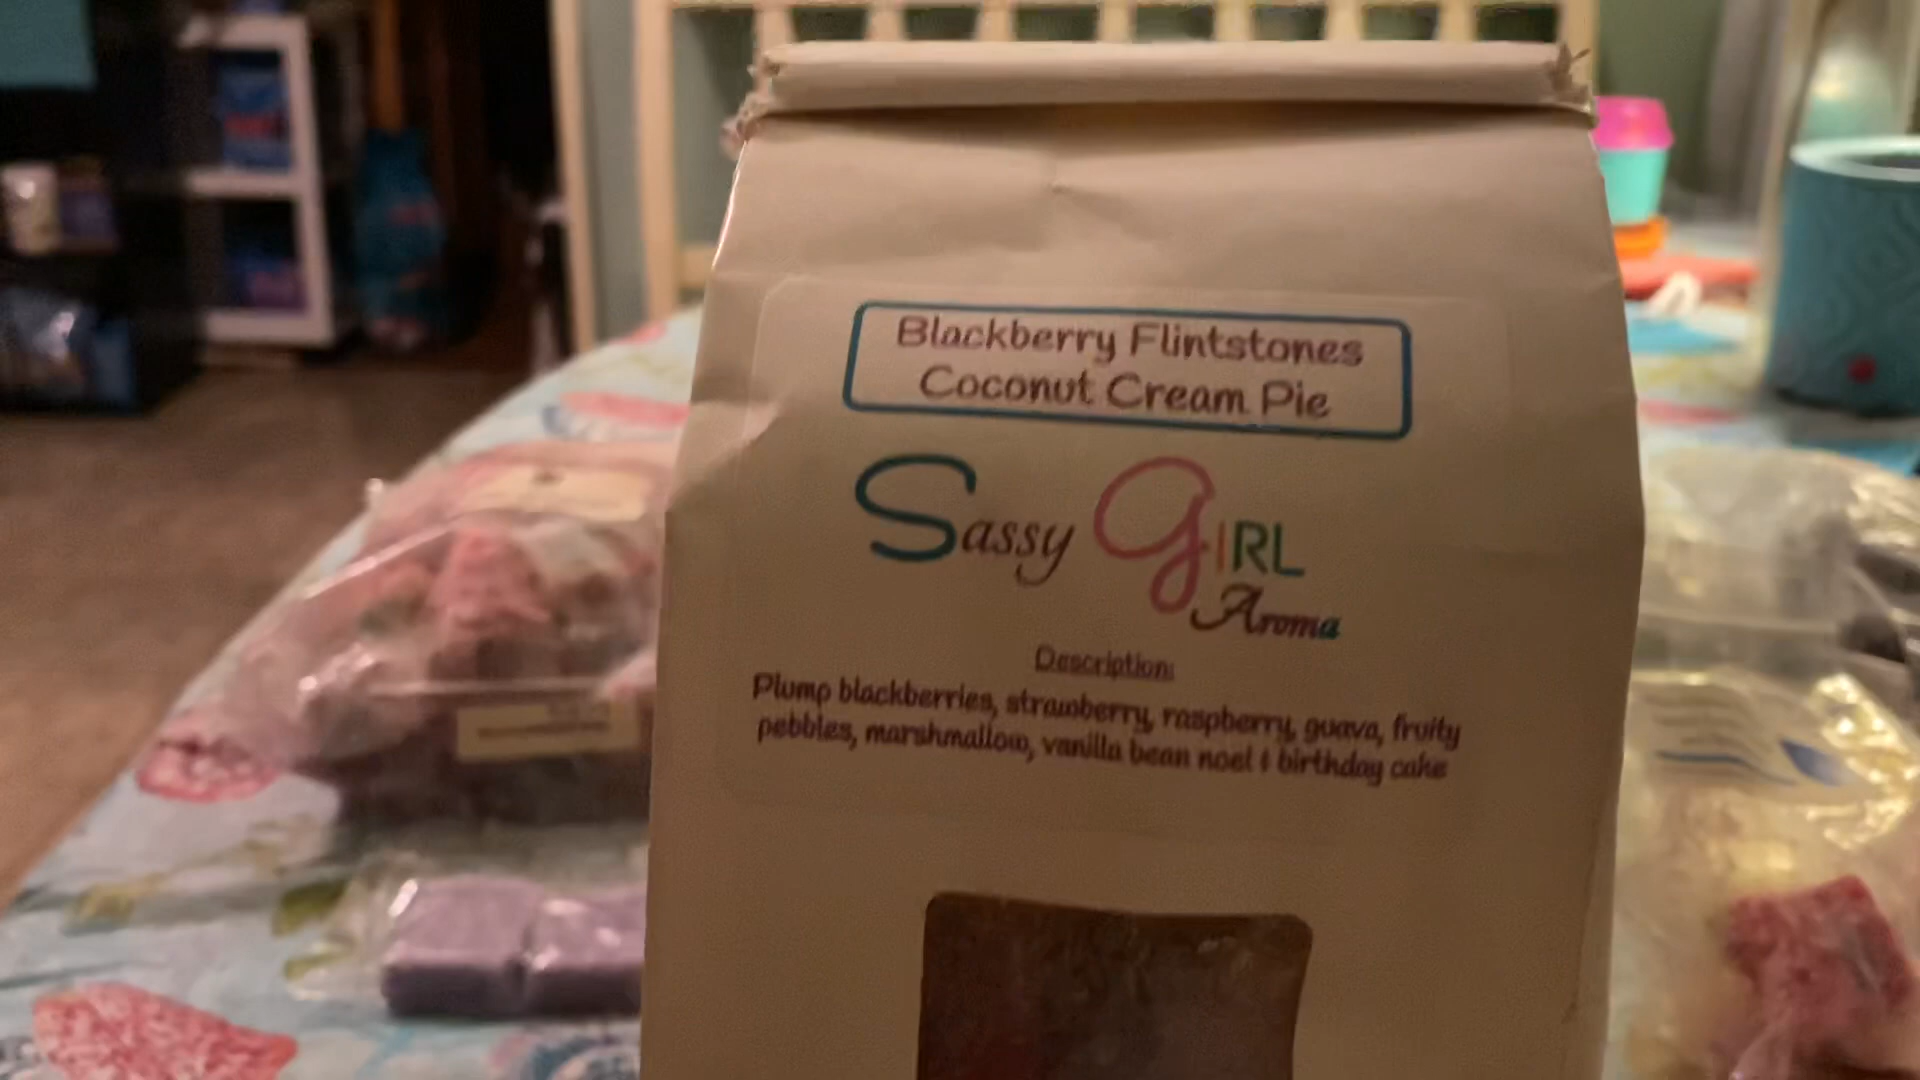 Blackberry Flintstones
Coconut Cream Pie
Sassy GIRL
Aroma
Description:
Plump blackberries, strawberry, raspberry, guava, fruity
pebbles, marshmallow, vanilla bean noel & birthday cake